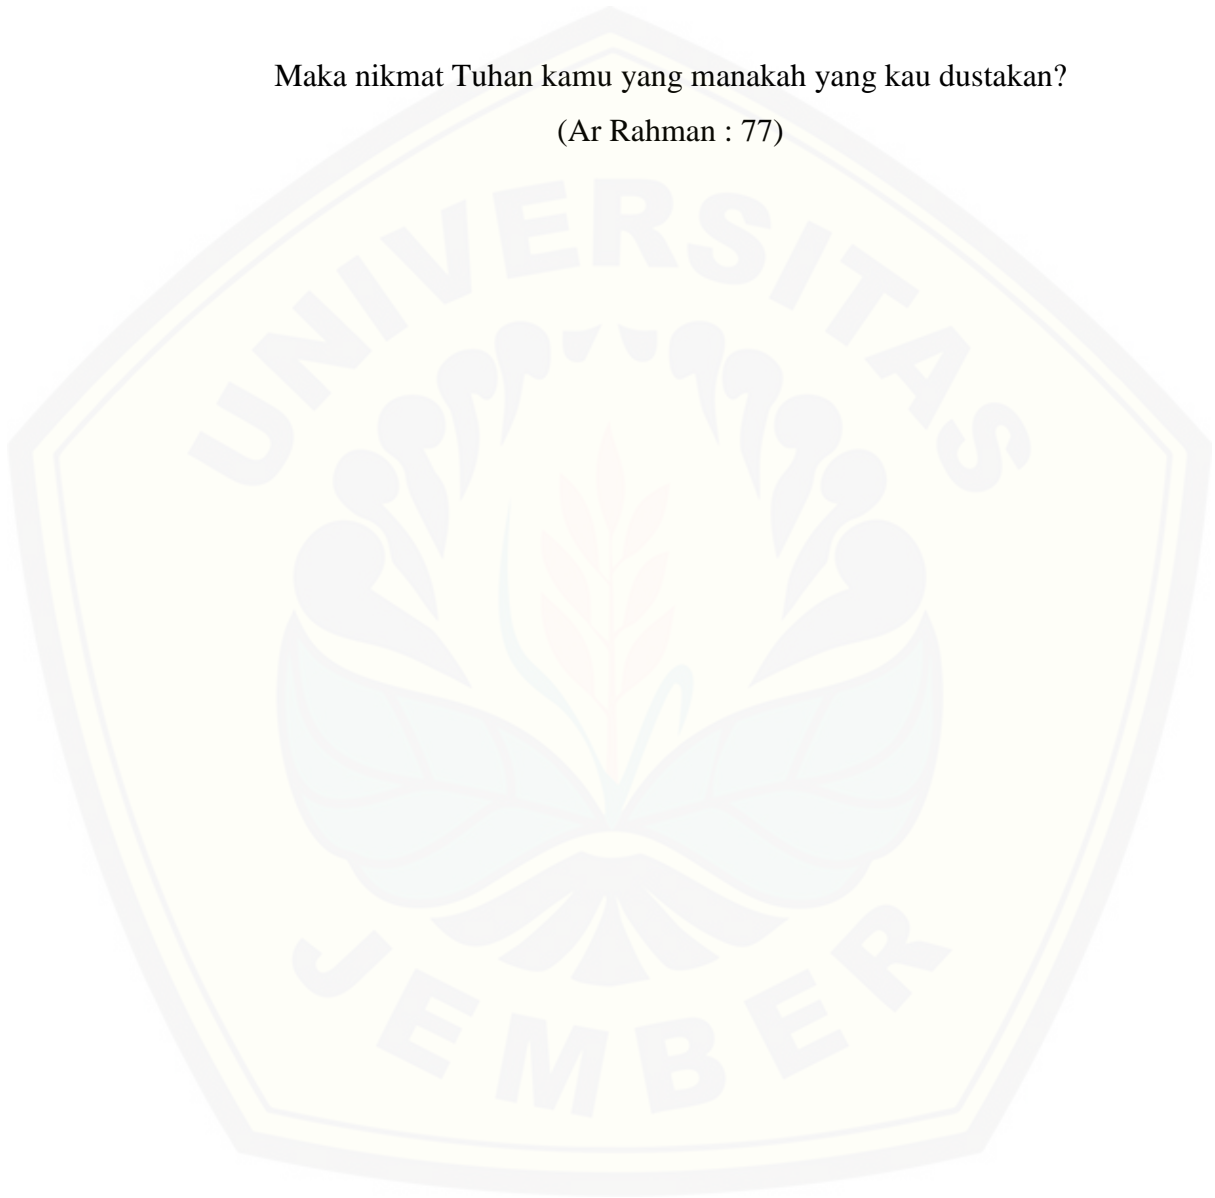 Maka nikmat Tuhan kamu yang manakah yang kau dustakan?
(Ar Rahman : 77)
UNIVERSITAS
JEMBER